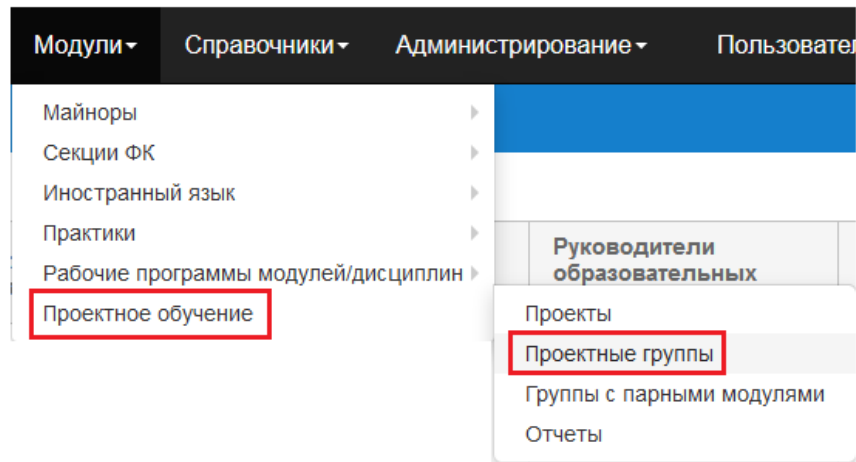 Модули Справочники Администрирование
Майноры
Секции ФК
Иностранный язык
Практики
Рабочие программы модулей/дисциплин
Проектное обучение
Руководители
образовательных
Проекты
Проектные группы
Группы с парными модулями
Отчеты